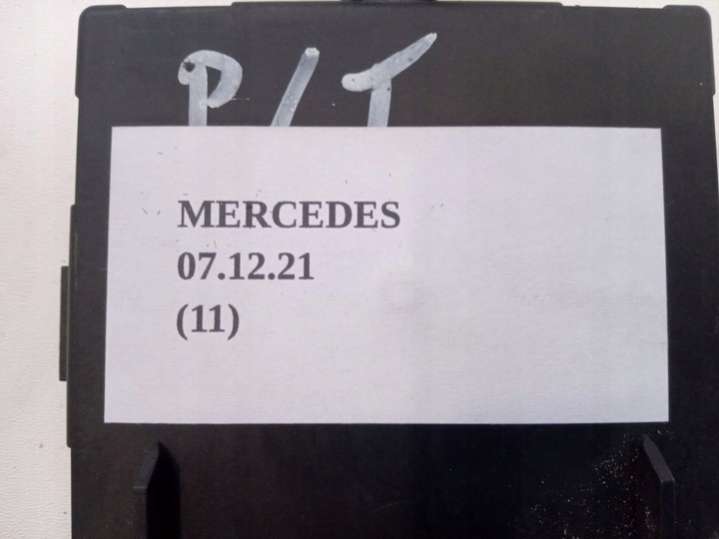 P/T
MERCEDES
07.12.21
(11)